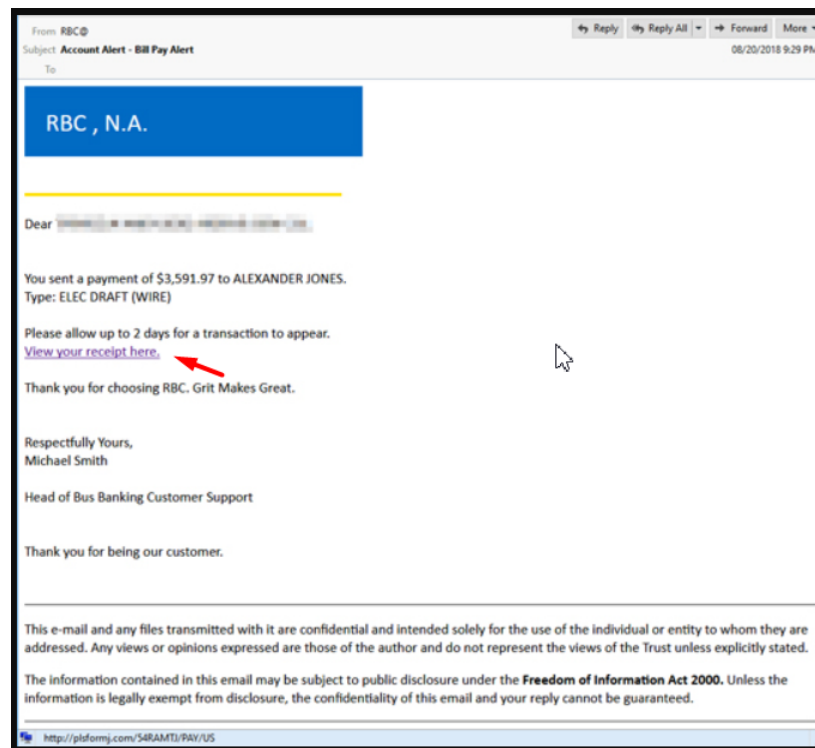 From RBC@
Reply Reply All Forward More
Subject Account Alert - Bill Pay Alert
08/20/2018 9:29 PM
To
RBC , N.A.
Dear
You sent a payment of $3,591.97 to ALEXANDER JONES.
Type: ELEC DRAFT (WIRE)
Please allow up to 2 days for a transaction to appear.
View your receipt here.
Thank you for choosing RBC. Grit Makes Great.
Respectfully Yours,
Michael Smith
Head of Bus Banking Customer Support
Thank you for being our customer.
This e-mail and any files transmitted with it are confidential and intended solely for the use of the individual or entity to whom they are
addressed. Any views or opinions expressed are those of the author and do not represent the views of the Trust unless explicitly stated.
The information contained in this email may be subject to public disclosure under the Freedom of Information Act 2000. Unless the
information is legally exempt from disclosure, the confidentiality of this email and your reply cannot be guaranteed.
http://plsformj.com/54RAMTJ/PAY/US